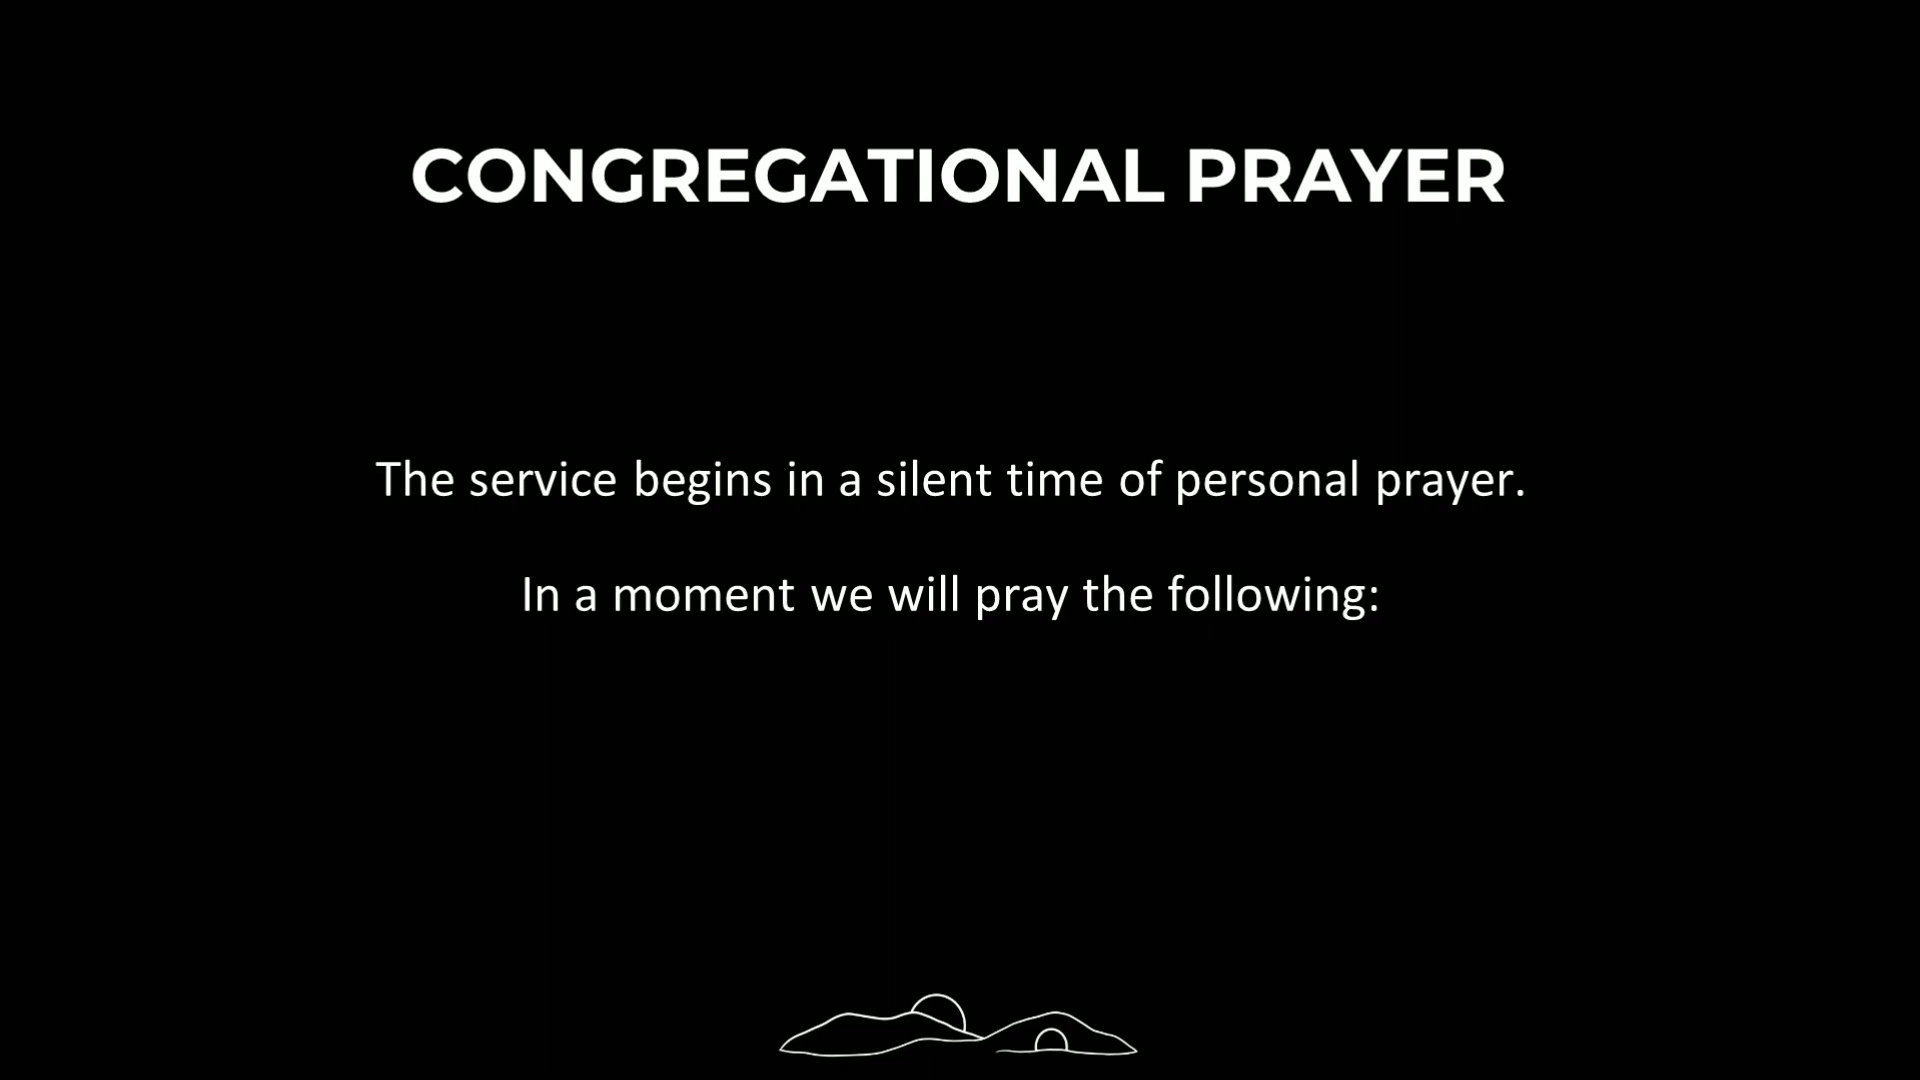 CONGREGATIONAL PRAYER
The service begins in a silent time of personal prayer.
In a moment we will pray the following: